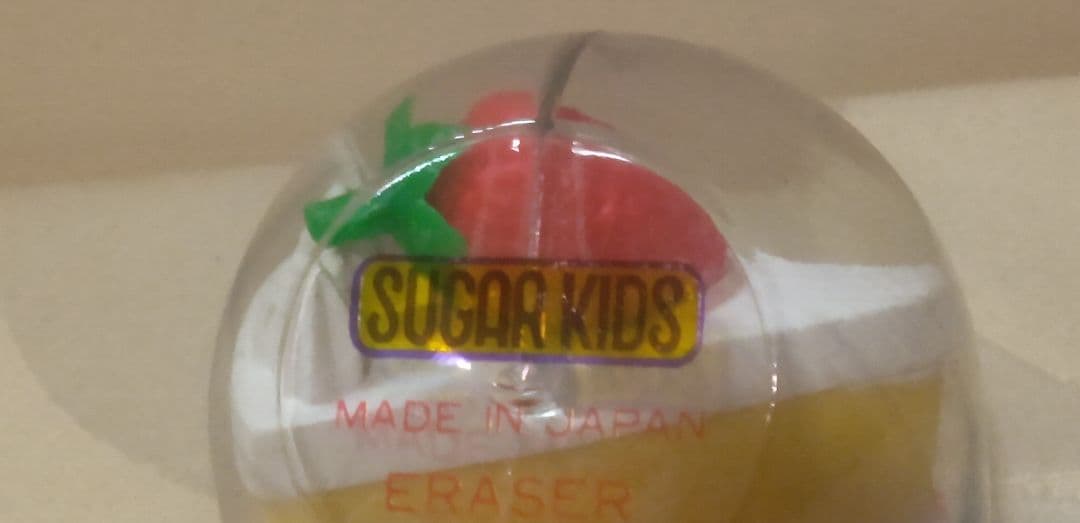 SUGAR KIDS
MADE IN JAPAN
ERASER